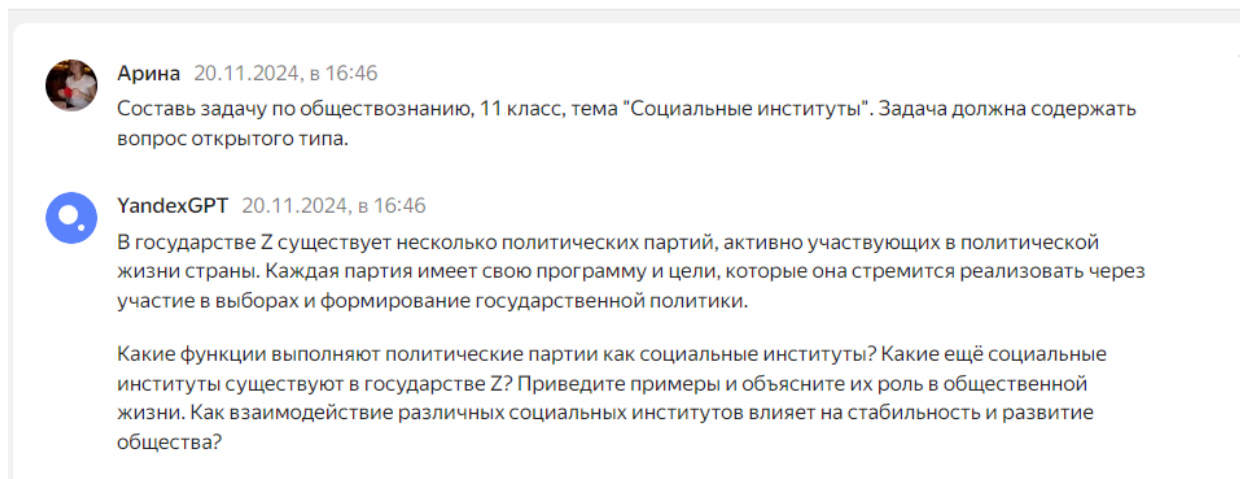 Арина 20.11.2024, в 16:46
Составь задачу по обществознанию, 11 класс, тема "Социальные институты". Задача должна содержать
вопрос открытого типа.
YandexGPT 20.11.2024, в 16:46
В государстве Z существует несколько политических партий, активно участвующих в политической
жизни страны. Каждая партия имеет свою программу и цели, которые она стремится реализовать через
участие в выборах и формирование государственной политики.
Какие функции выполняют политические партии как социальные институты? Какие ещё социальные
институты существуют в государстве Z? Приведите примеры и объясните их роль в общественной
жизни. Как взаимодействие различных социальных институтов влияет на стабильность и развитие
общества?